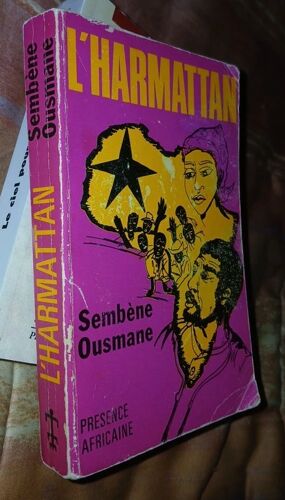 L'HARMATTAN
Sembène
Ousmane
PRESENCE
AFRICAINE
Sembène
Ousmane
L'HARMATTAN